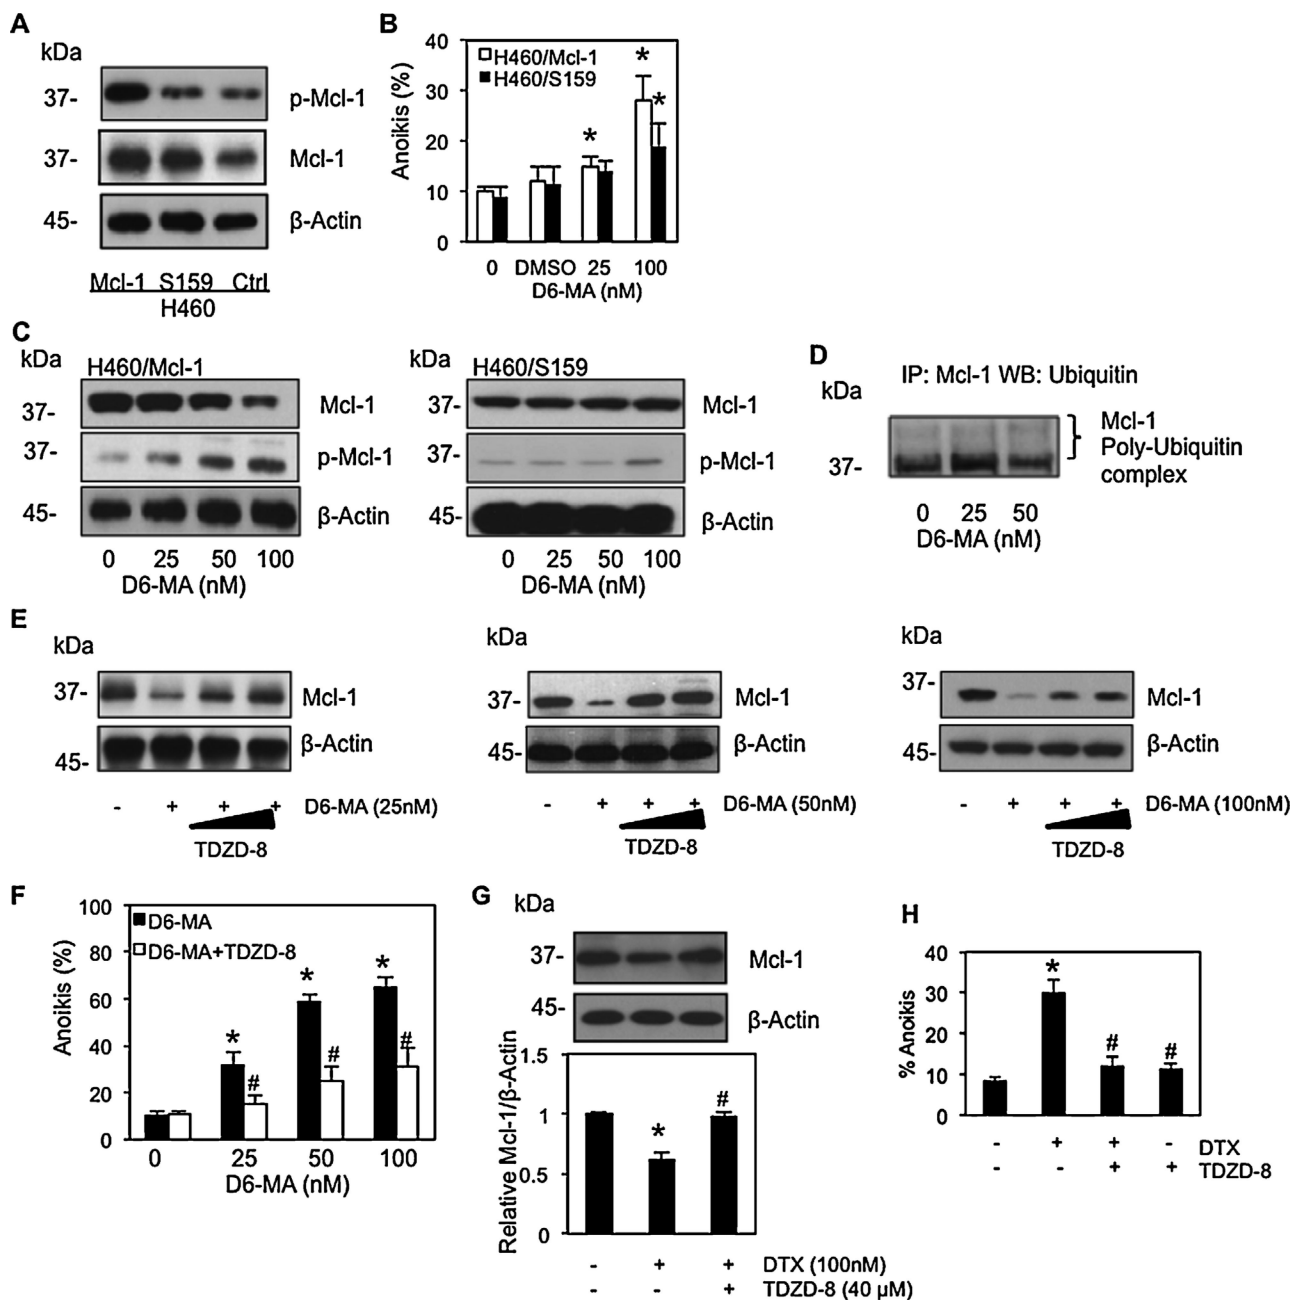 A
kDa
37-
p-Mcl-1
37-
Mcl-1
45-
β-Actin
Mcl-1 S159 Ctrl
H460
B
Anoikis (%)
40
30
20
10
0
H460/Mcl-1
H460/S159
*
*
*
0 DMSO 25 100
D6-MA (nM)
C
kDa
H460/Mcl-1
37-
Mcl-1
37-
p-Mcl-1
45-
β-Actin
0 25 50 100
D6-MA (nM)
kDa
H460/S159
37-
Mcl-1
37-
p-Mcl-1
45-
β-Actin
0 25 50 100
D6-MA (nM)
D
IP: Mcl-1 WB: Ubiquitin
kDa
37-
Mcl-1
Poly-Ubiquitin
complex
0 25 50
D6-MA (nM)
E
kDa
37-
Mcl-1
45-
β-Actin
- + + + D6-MA (25nM)
TDZD-8
kDa
37-
Mcl-1
45-
β-Actin
- + + + D6-MA (50nM)
TDZD-8
kDa
37-
Mcl-1
45-
β-Actin
- + + + D6-MA (100nM)
TDZD-8
F
Anoikis (%)
100
80
60
40
20
0
D6-MA
D6-MA+TDZD-8
* * *
# # #
0 25 50 100
D6-MA (nM)
G
kDa
37-
Mcl-1
45-
β-Actin
Relative Mcl-1/β-Actin
1.5
1
0.5
0
*
#
- + + DTX (100nM)
- - + TDZD-8 (40 µM)
H
% Anoikis
40
30
20
10
0
*
# #
- + + - DTX
- - + + TDZD-8